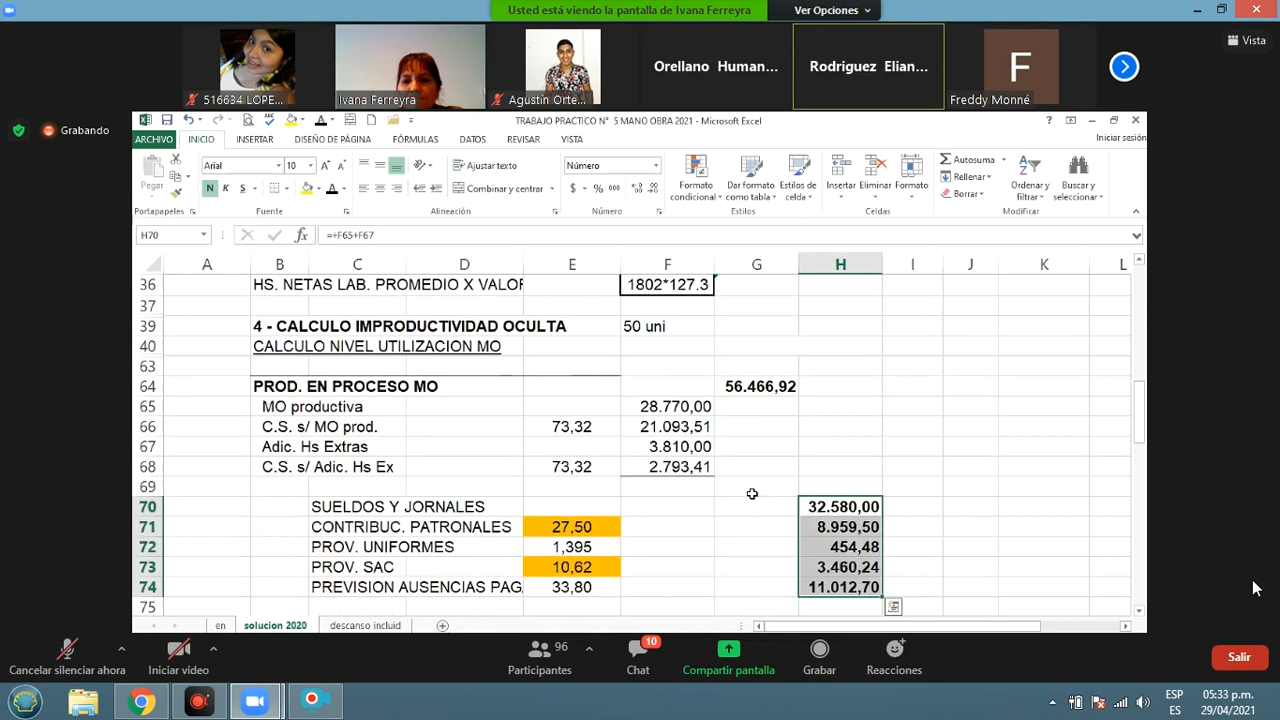 Usted está viendo la pantalla de Ivana Ferreyra
Ver Opciones
Vista
Grabando
516634 LOPE...
Ivana Ferreyra
Agustín Orte...
Orellano Human...
Rodriguez Elian...
F
Freddy Monné
TRABAJO PRACTICO N° 5 MANO OBRA 2021 - Microsoft Excel
ARCHIVO INICIO INSERTAR DISEÑO DE PÁGINA FÓRMULAS DATOS REVISAR VISTA
Iniciar sesión
Pegar
Arial 10
N K S
Ajustar texto
Combinar y centrar
Número
$ % 000
Formato condicional
Dar formato como tabla
Estilos de celda
Insertar Eliminar Formato
Autosuma
Rellenar
Borrar
Ordenar y filtrar
Buscar y seleccionar
Portapapeles Fuente Alineación Número Estilos Celdas Modificar
H70 fx =+F65+F67
A B C D E F G H I J K L
36 HS. NETAS LAB. PROMEDIO X VALOR 1802*127.3
37
39 4 - CALCULO IMPRODUCTIVIDAD OCULTA 50 uni
40 CALCULO NIVEL UTILIZACION MO
63
64 PROD. EN PROCESO MO 56.466,92
65 MO productiva 28.770,00
66 C.S. s/ MO prod. 73,32 21.093,51
67 Adic. Hs Extras 3.810,00
68 C.S. s/ Adic. Hs Ex 73,32 2.793,41
69
70 SUELDOS Y JORNALES 32.580,00
71 CONTRIBUC. PATRONALES 27,50 8.959,50
72 PROV. UNIFORMES 1,395 454,48
73 PROV. SAC 10,62 3.460,24
74 PREVISION AUSENCIAS PAG 33,80 11.012,70
75
en solucion 2020 descanso incluid
Cancelar silenciar ahora
Iniciar video
96
Participantes
10
Chat
Compartir pantalla
Grabar
Reacciones
Salir
ESP
ES
05:33 p.m.
29/04/2021